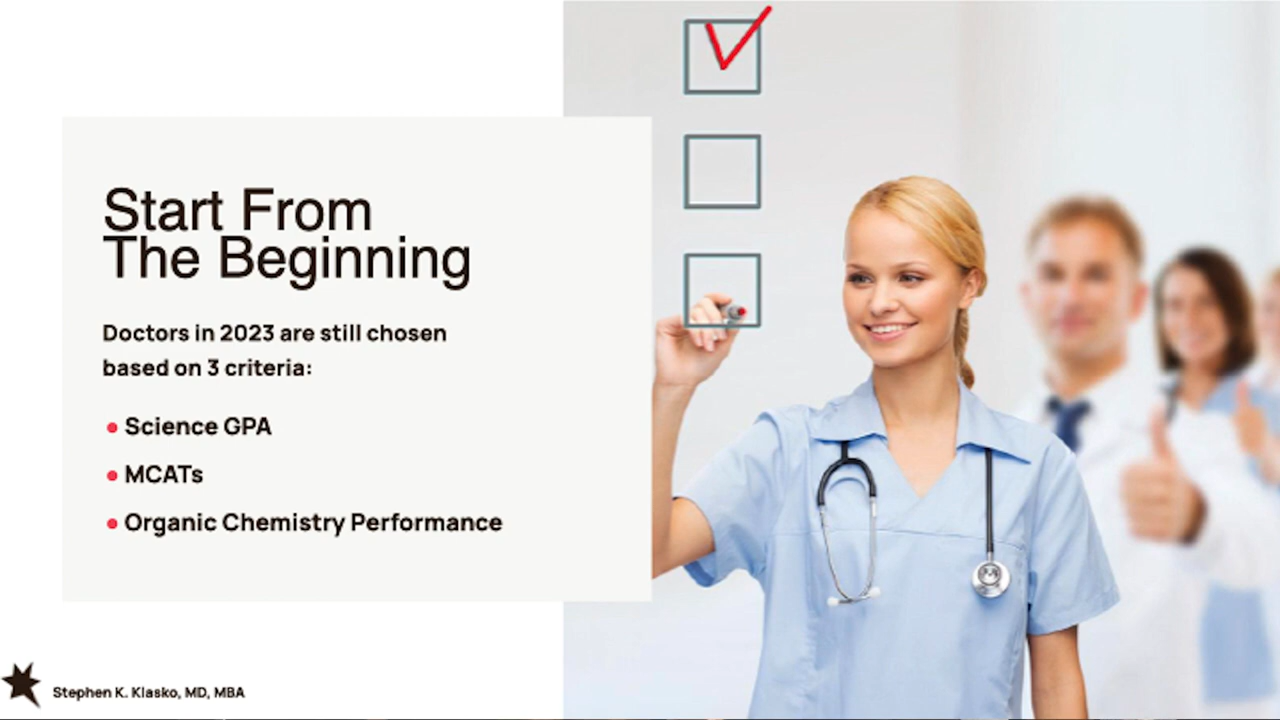 Start From
The Beginning
Doctors in 2023 are still chosen
based on 3 criteria:
Science GPA
MCATs
Organic Chemistry Performance
Stephen K. Klasko, MD, MBA